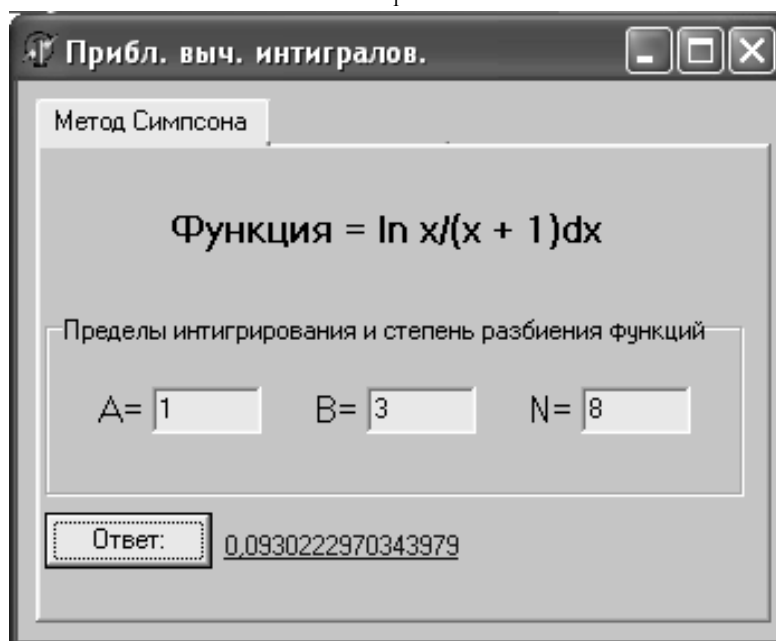 Прибл. выч. интигралов.
Метод Симпсона
Функция = ln x/(x + 1)dx
Пределы интигрирования и степень разбиения функций
A= 1 B= 3 N= 8
Ответ: 0,0930222970343979